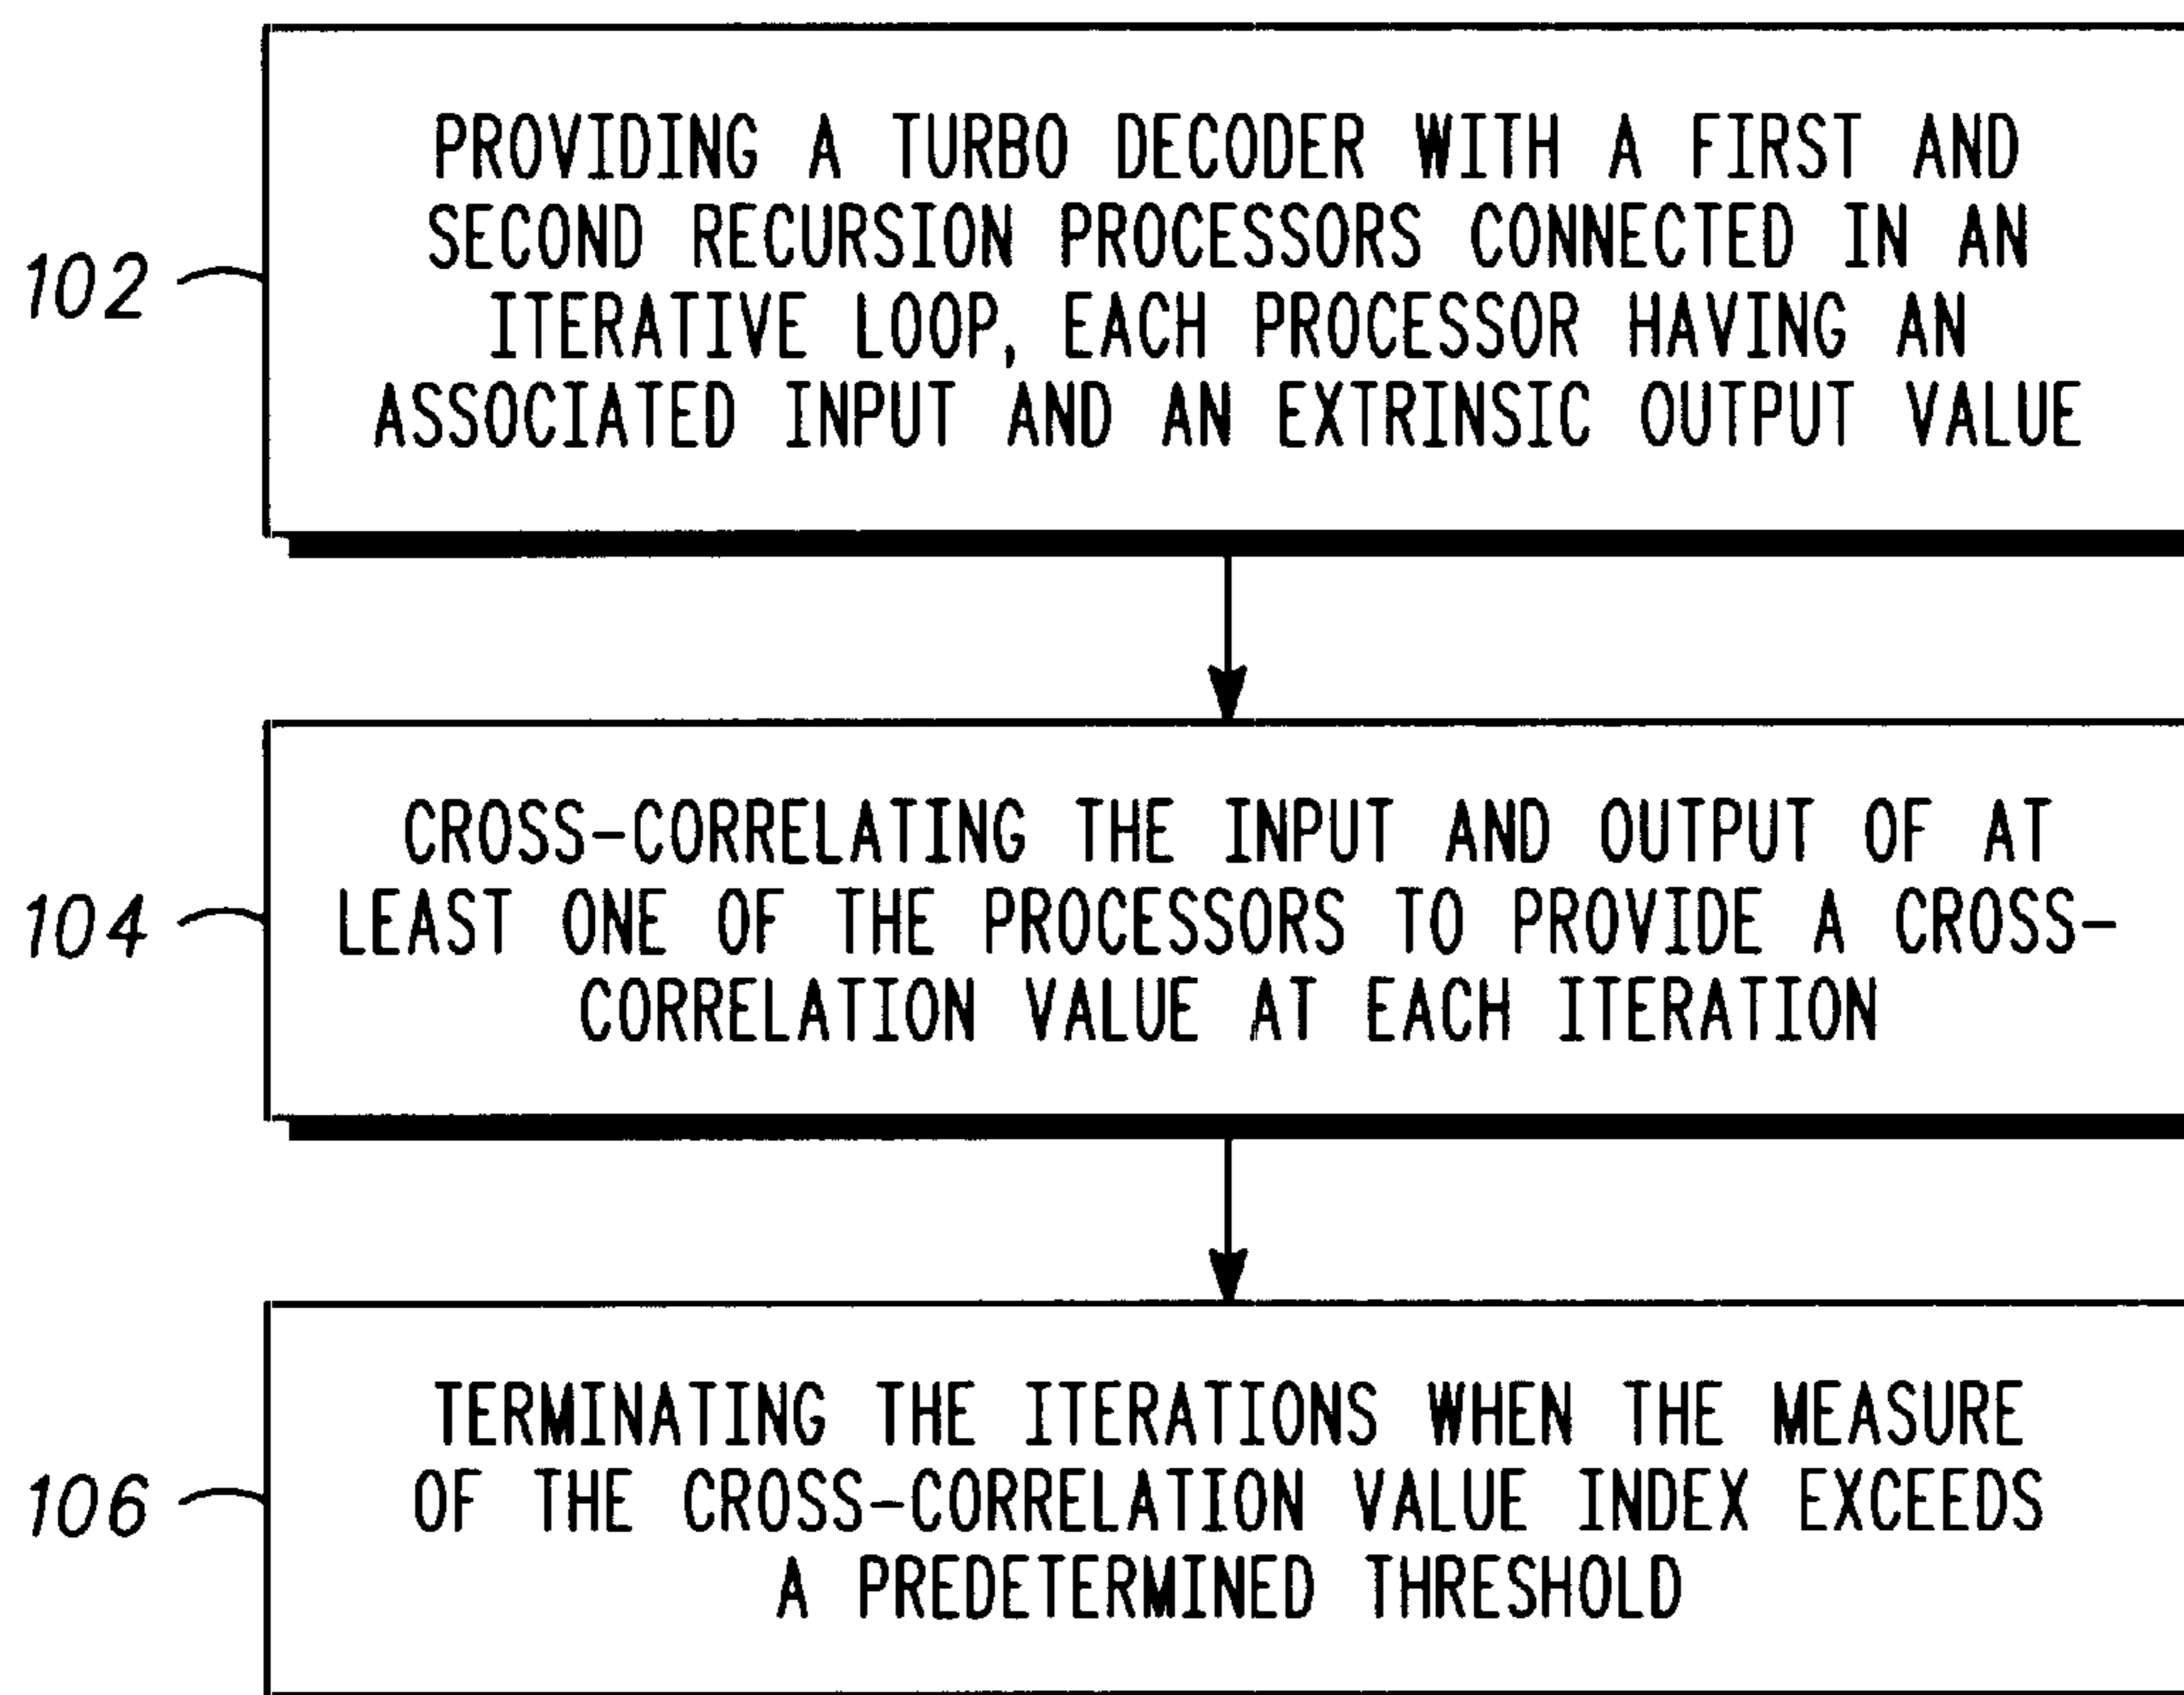 PROVIDING A TURBO DECODER WITH A FIRST AND
SECOND RECURSION PROCESSORS CONNECTED IN AN
102
ITERATIVE LOOP, EACH PROCESSOR HAVING AN
ASSOCIATED INPUT AND AN EXTRINSIC OUTPUT VALUE
CROSS-CORRELATING THE INPUT AND OUTPUT OF AT
104
LEAST ONE OF THE PROCESSORS TO PROVIDE A CROSS-
CORRELATION VALUE AT EACH ITERATION
TERMINATING THE ITERATIONS WHEN THE MEASURE
106
OF THE CROSS-CORRELATION VALUE INDEX EXCEEDS
A PREDETERMINED THRESHOLD